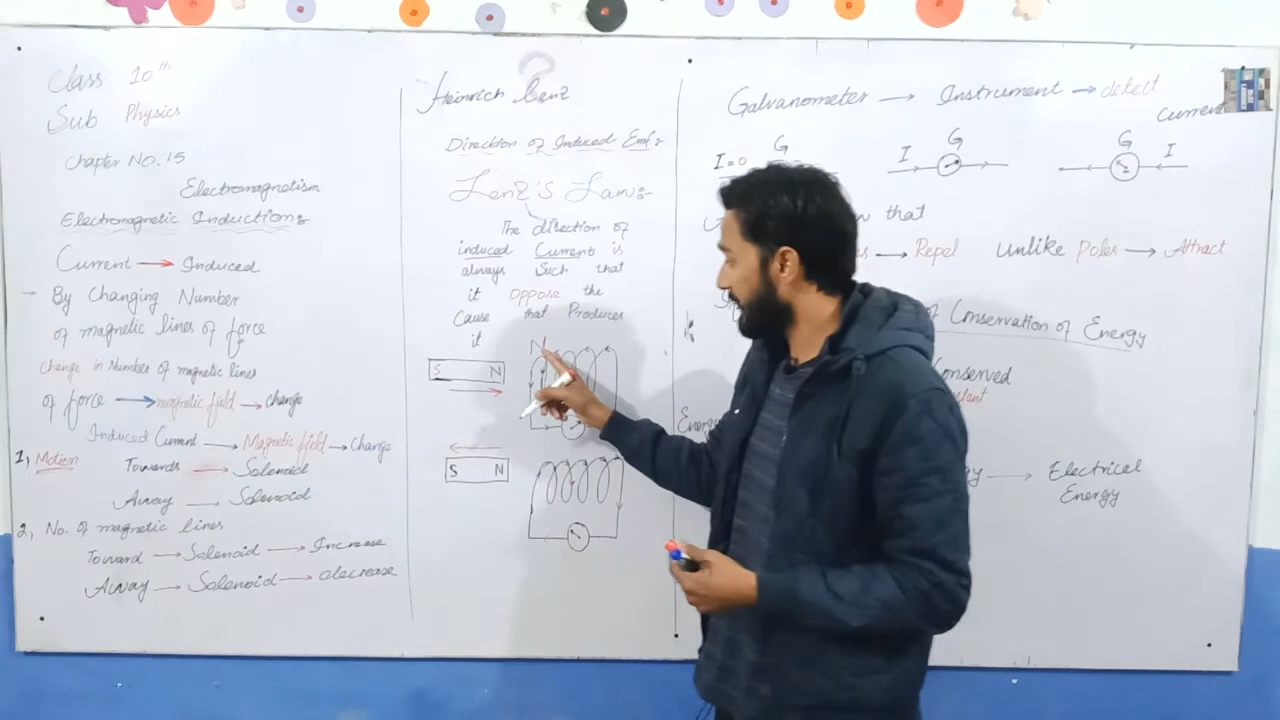 Class 10th
Sub Physics
Chapter No. 15
Electromagnetism
Electromagnetic Induction:-
Current → Induced
→ By Changing Number
of magnetic lines of force
Change in Number of magnetic lines
of force → magnetic field → change
Induced Current → Magnetic field → Change
1, Motion Towards → Solenoid
Away → Solenoid
2, No. of magnetic lines
Toward → Solenoid → Increase
Away → Solenoid → decrease
?
Heinrich Lenz
Direction of Induced Emf:-
Lenz's Law:-
The direction of
induced Current is
always Such that
it Oppose the
Cause that Produces
it
N
S N
S N
Galvanometer → Instrument → detect
Current
I=0 G
I G
G I
that
→ Repel Unlike Poles → Attract
of Conservation of Energy
Conserved
Energy
→ Electrical
Energy